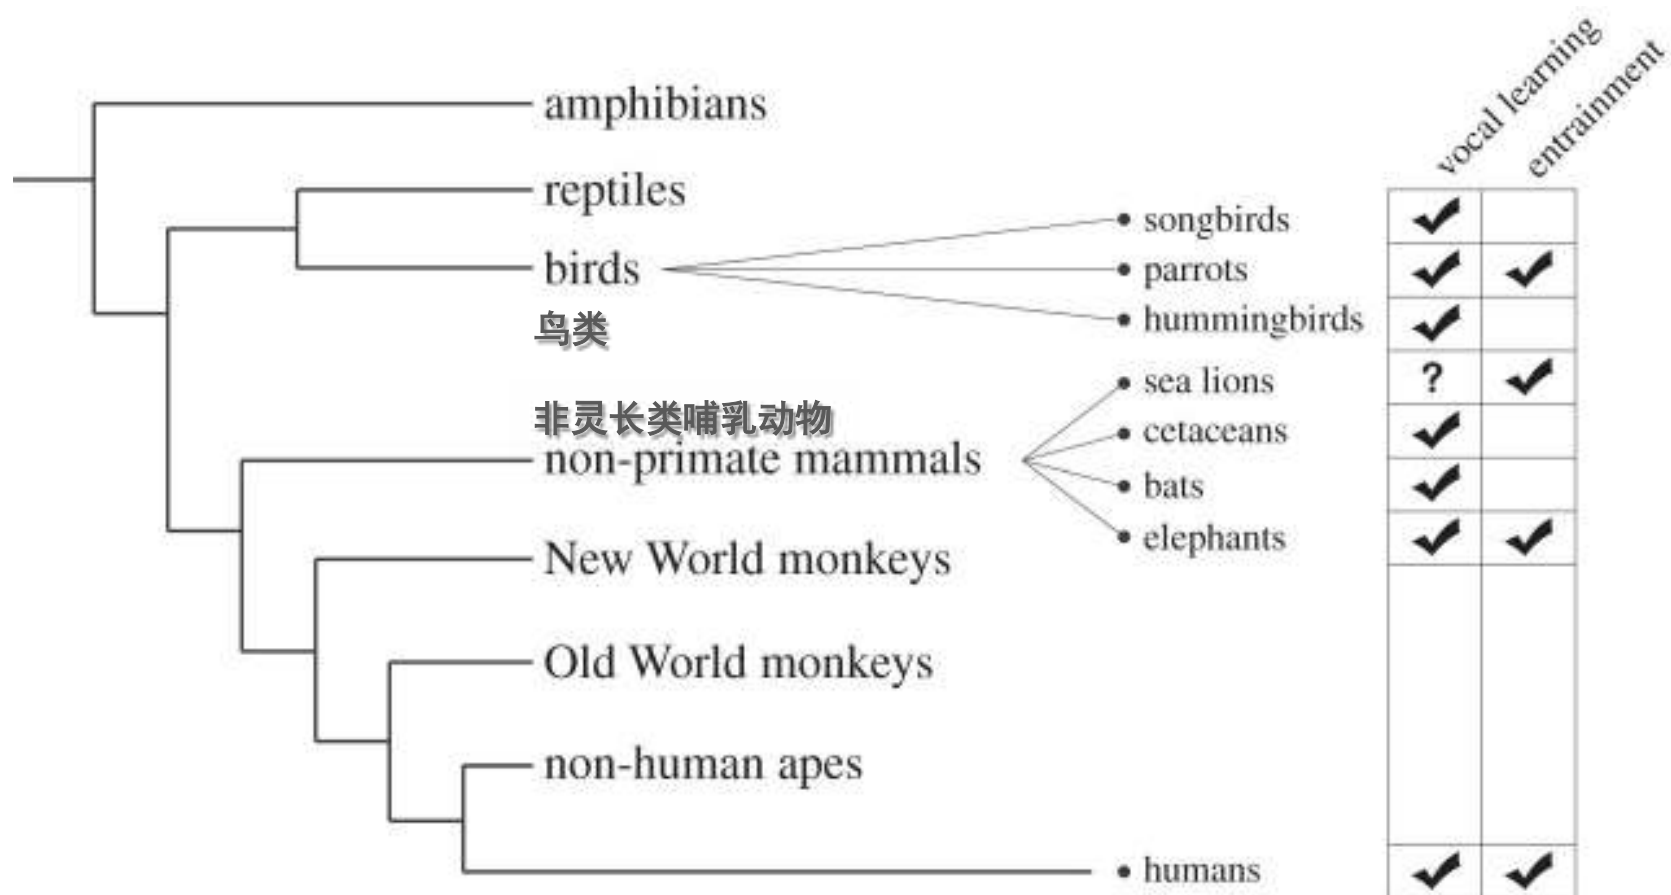 vocal learning
entrainment
amphibians
reptiles
birds
鸟类
songbirds
parrots
hummingbirds
非灵长类哺乳动物
non-primate mammals
sea lions
?
cetaceans
bats
elephants
New World monkeys
Old World monkeys
non-human apes
humans